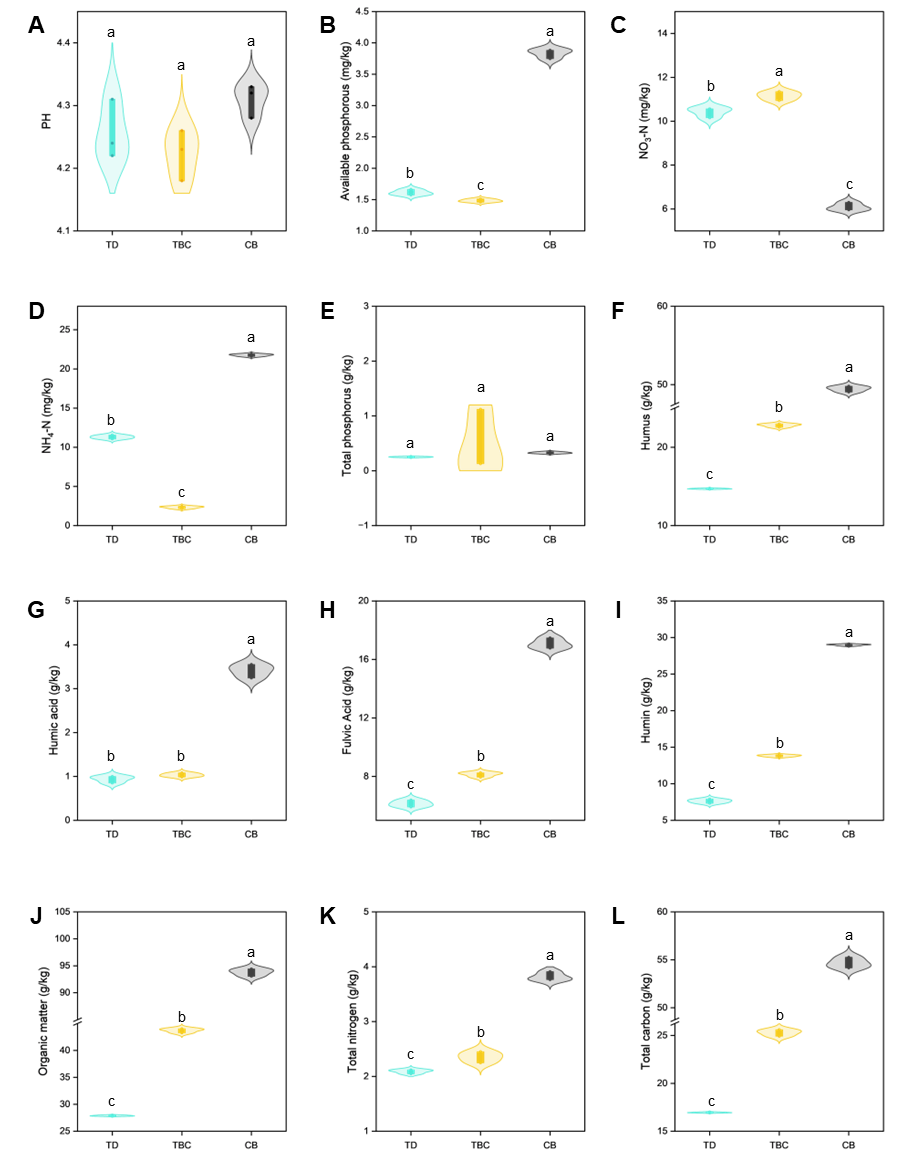 A
PH
4.4
4.3
4.2
4.1
a
a
a
TD TBC CB
B
Available phosphorous (mg/kg)
4.5
4.0
3.5
3.0
2.5
2.0
1.5
1.0
b
c
a
TD TBC CB
C
NO3-N (mg/kg)
14
12
10
8
6
b
a
c
TD TBC CB
D
NH4-N (mg/kg)
25
20
15
10
5
0
b
c
a
TD TBC CB
E
Total phosphorus (g/kg)
3
2
1
0
−1
a
a
a
TD TBC CB
F
Humus (g/kg)
60
50
20
10
c
b
a
TD TBC CB
G
Humic acid (g/kg)
5
4
3
2
1
0
b
b
a
TD TBC CB
H
Fulvic Acid (g/kg)
20
16
12
8
c
b
a
TD TBC CB
I
Humin (g/kg)
35
30
25
20
15
10
5
c
b
a
TD TBC CB
J
Organic matter (g/kg)
105
100
95
90
40
35
30
25
c
b
a
TD TBC CB
K
Total nitrogen (g/kg)
5
4
3
2
1
c
b
a
TD TBC CB
L
Total carbon (g/kg)
60
55
50
25
20
15
c
b
a
TD TBC CB